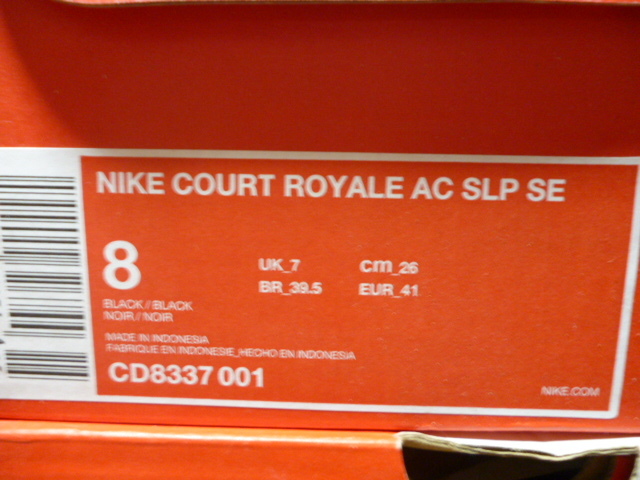 NIKE COURT ROYALE AC SLP SE
8
UK_7 cm_26
BR_39.5 EUR_41
BLACK / BLACK
NOIR / NOIR
MADE IN INDONESIA
FABRIQUE EN INDONESIE_HECHO EN INDONESIA
CD8337 001
NIKE.COM